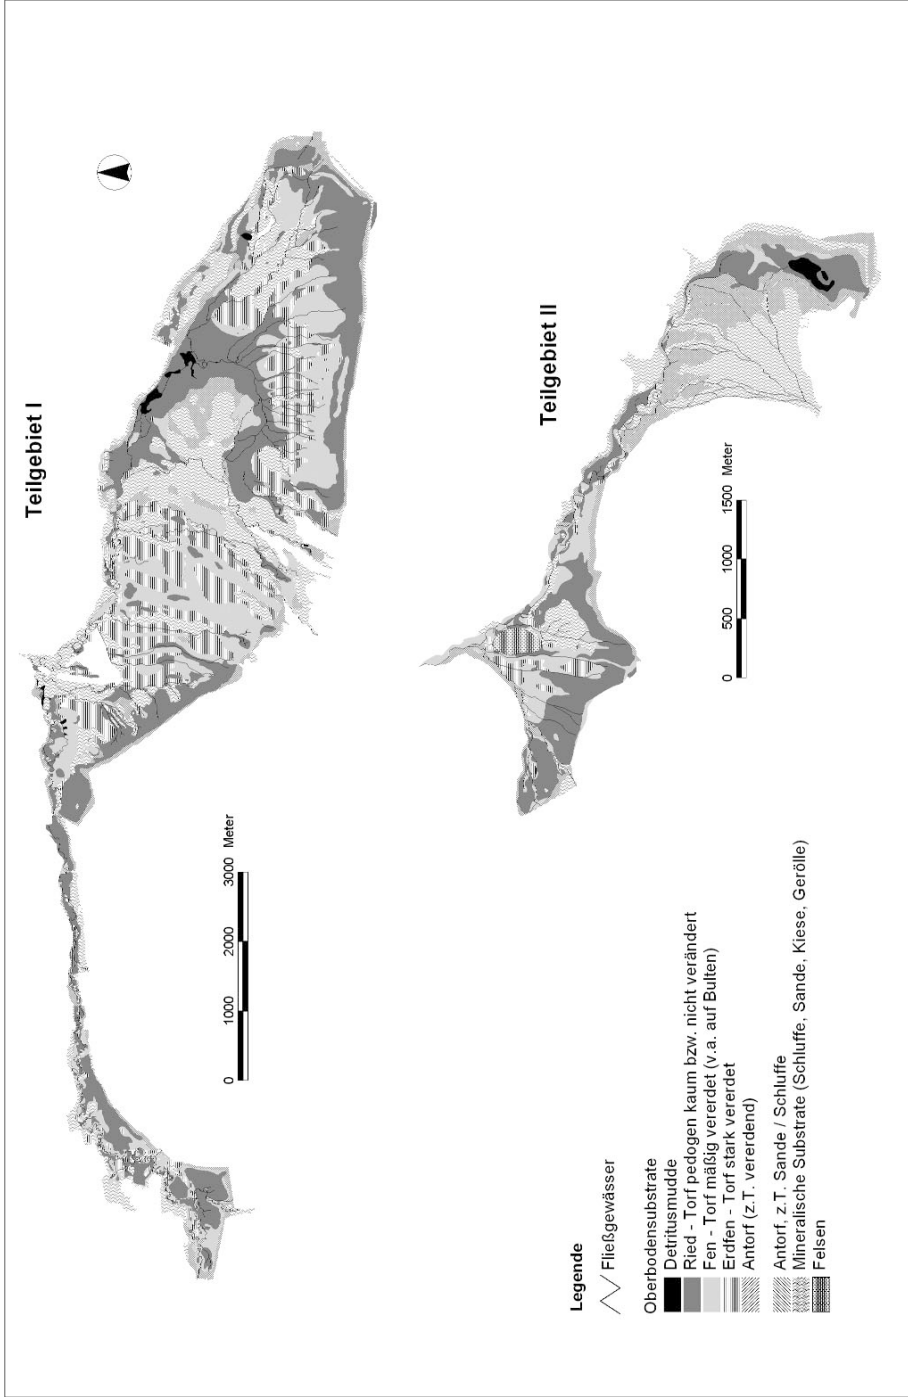 Teilgebiet I
0 1000 2000 3000 Meter
Teilgebiet II
0 500 1000 1500 Meter
Legende
Fließgewässer
Oberbodensubstrate
Detritusmudde
Ried - Torf pedogen kaum bzw. nicht verändert
Fen - Torf mäßig vererdet (v.a. auf Bulten)
Erdfen - Torf stark vererdet
Antorf (z.T. vererdend)
Antorf, z.T. Sande / Schluffe
Mineralische Substrate (Schluffe, Sande, Kiese, Gerölle)
Felsen